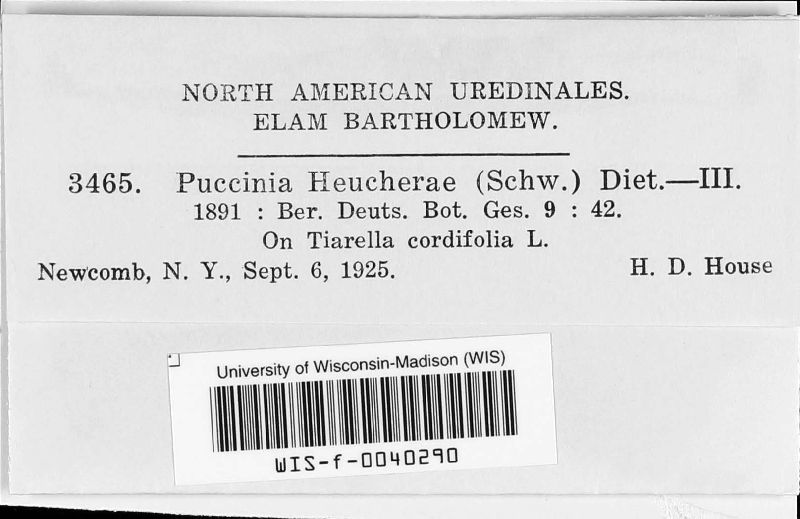 NORTH AMERICAN UREDINALES.
ELAM BARTHOLOMEW.
3465. Puccinia Heucherae (Schw.) Diet.—III.
1891 : Ber. Deuts. Bot. Ges. 9 : 42.
On Tiarella cordifolia L.
Newcomb, N. Y., Sept. 6, 1925. H. D. House
University of Wisconsin-Madison (WIS)
WIS-f-0040290